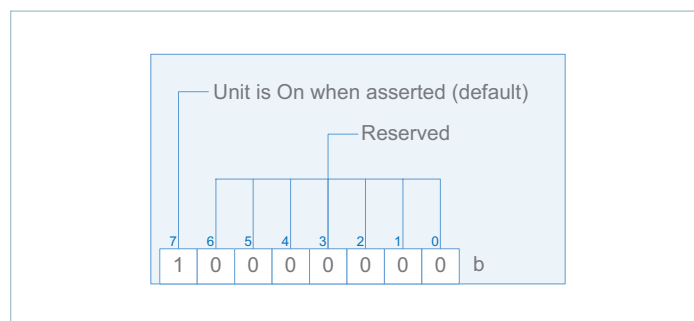 Unit is On when asserted (default)
Reserved
7 6 5 4 3 2 1 0
1 0 0 0 0 0 0 0 b